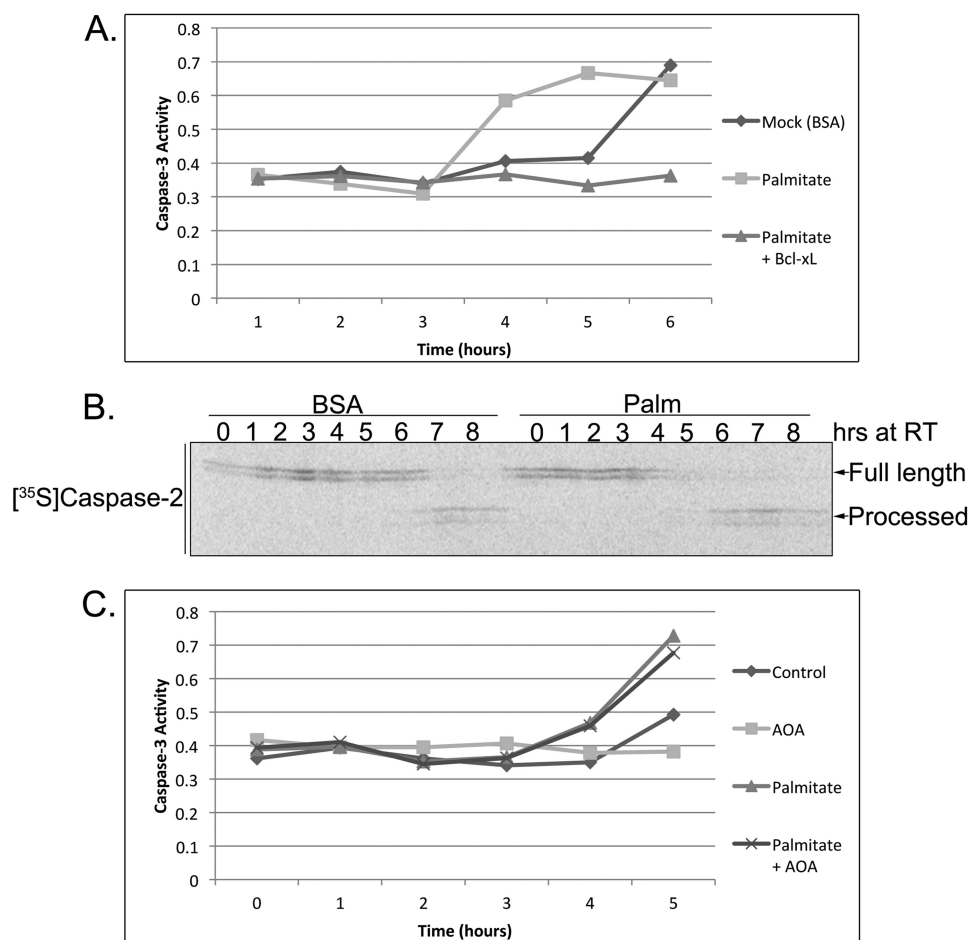 A.
0.8
0.7
0.6
0.5
0.4
0.3
0.2
0.1
0
Caspase-3 Activity
1 2 3 4 5 6
Time (hours)
Mock (BSA)
Palmitate
Palmitate
+ Bcl-xL
B.
BSA Palm
0 1 2 3 4 5 6 7 8 0 1 2 3 4 5 6 7 8 hrs at RT
[35S]Caspase-2
Full length
Processed
C.
0.8
0.7
0.6
0.5
0.4
0.3
0.2
0.1
0
Caspase-3 Activity
0 1 2 3 4 5
Time (hours)
Control
AOA
Palmitate
Palmitate
+ AOA